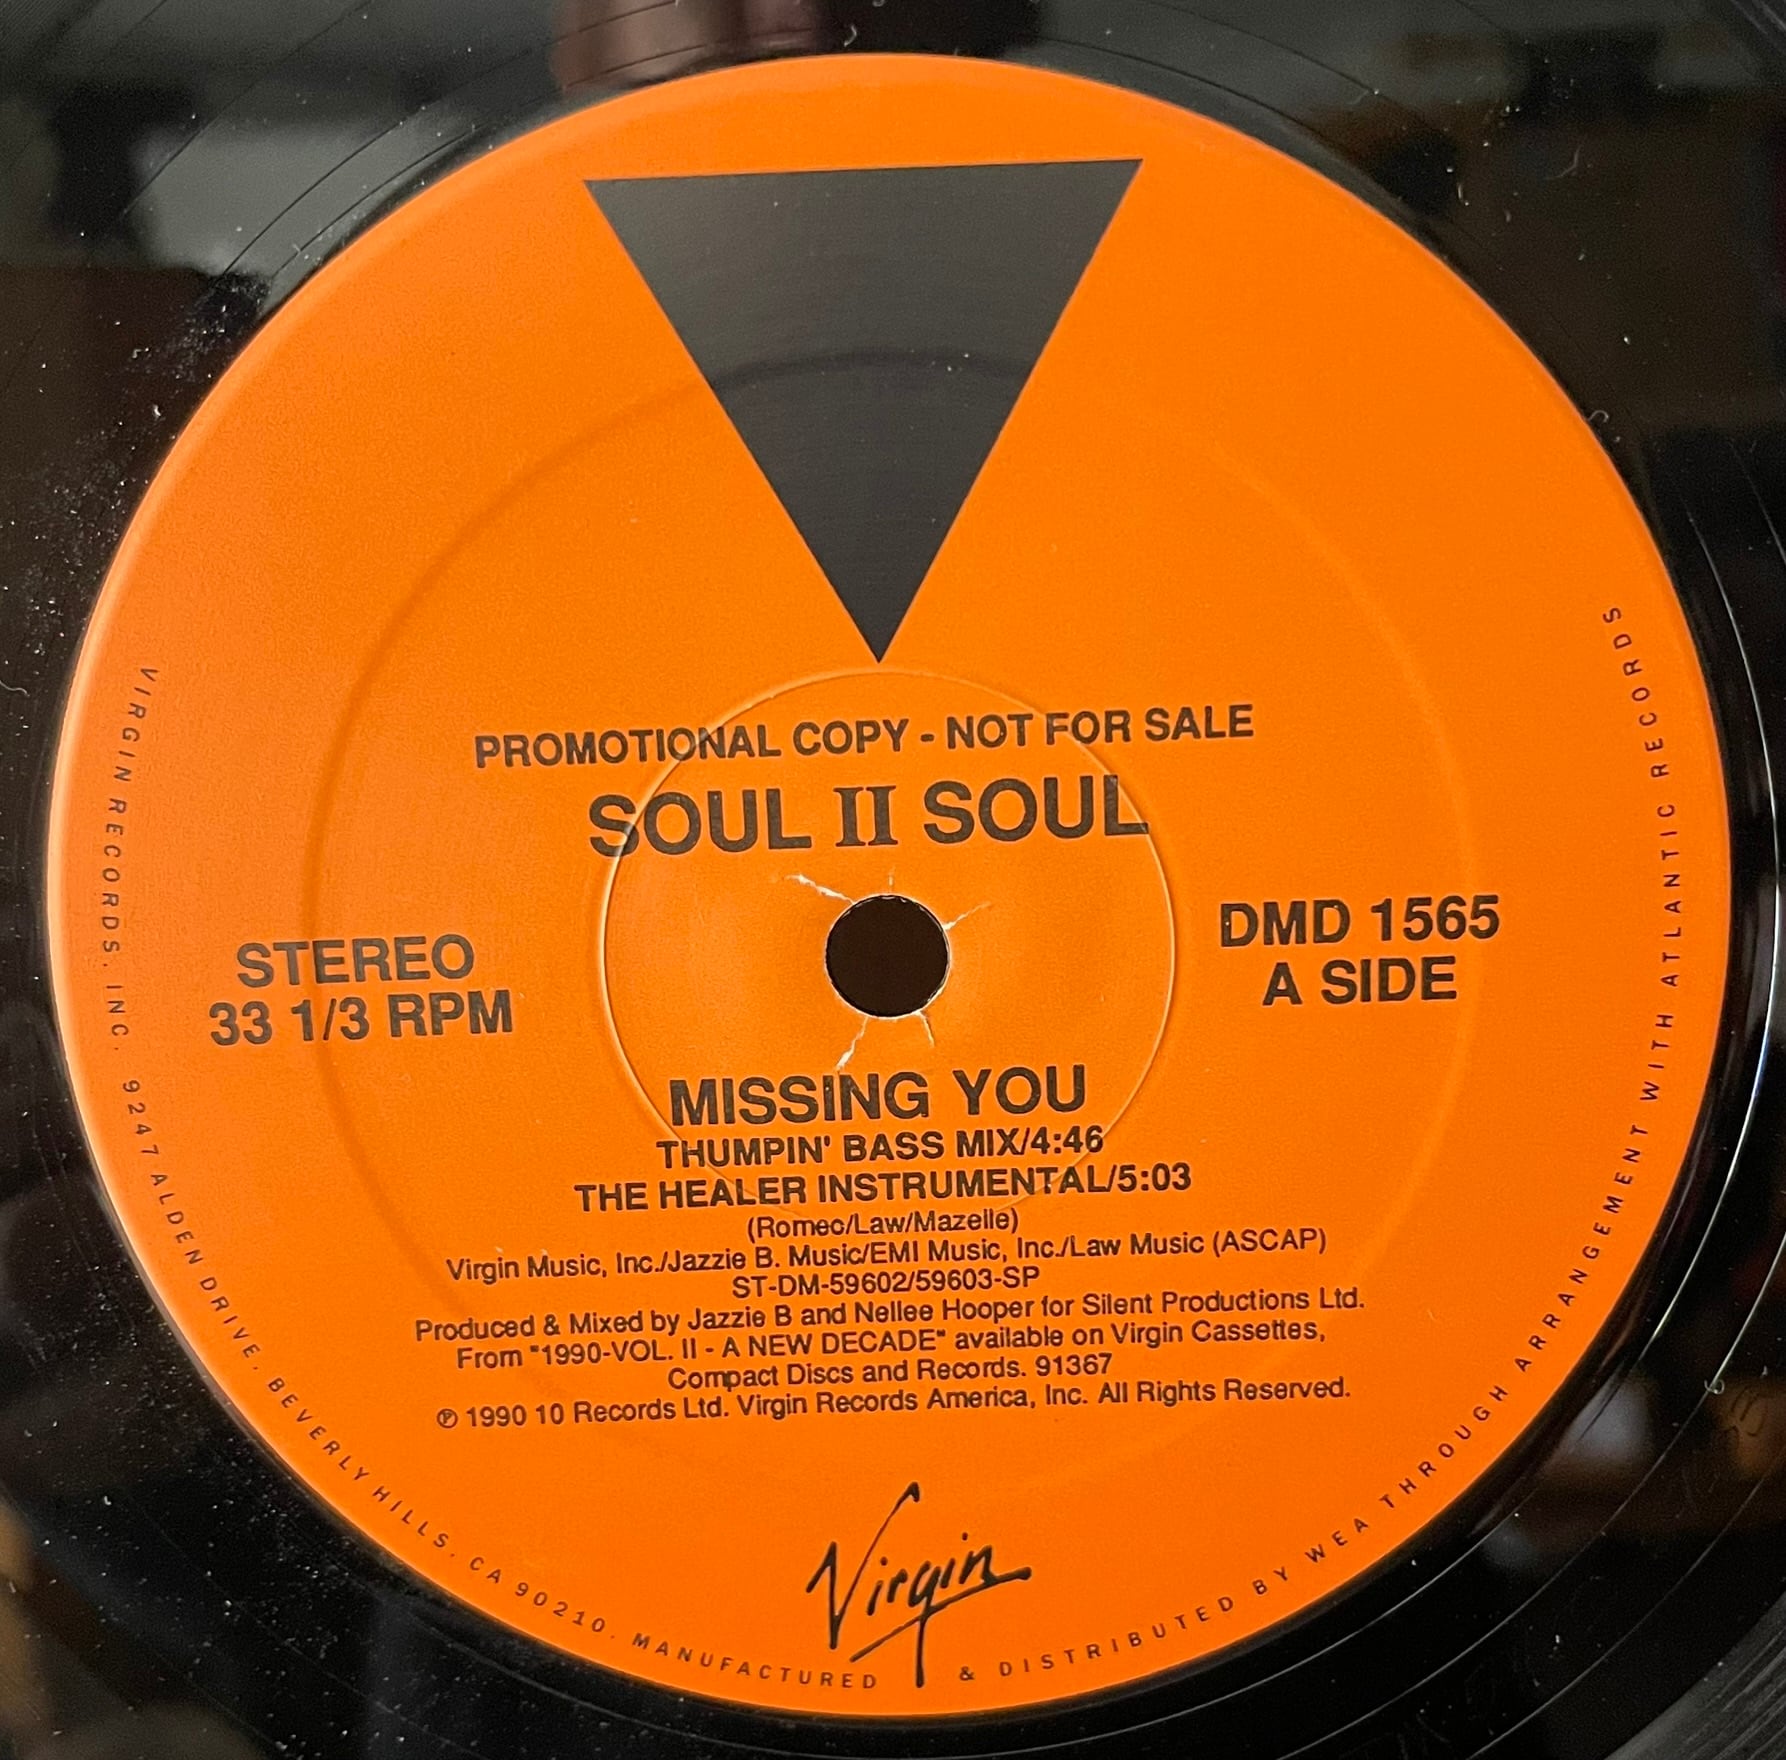 PROMOTIONAL COPY - NOT FOR SALE
SOUL II SOUL
STEREO
33 1/3 RPM
DMD 1565
A SIDE
MISSING YOU
THUMPIN' BASS MIX/4:46
THE HEALER INSTRUMENTAL/5:03
(Romeo/Law/Mazelle)
Virgin Music, Inc./Jazzie B. Music/EMI Music, Inc./Law Music (ASCAP)
ST-DM-59602/59603-SP
Produced & Mixed by Jazzie B and Nellee Hooper for Silent Productions Ltd.
From "1990-VOL. II - A NEW DECADE" available on Virgin Cassettes,
Compact Discs and Records. 91367
℗ 1990 10 Records Ltd. Virgin Records America, Inc. All Rights Reserved.
Virgin
VIRGIN RECORDS, INC. 9247 ALDEN DRIVE, BEVERLY HILLS, CA 90210. MANUFACTURED & DISTRIBUTED BY WEA THROUGH ARRANGEMENT WITH ATLANTIC RECORDS